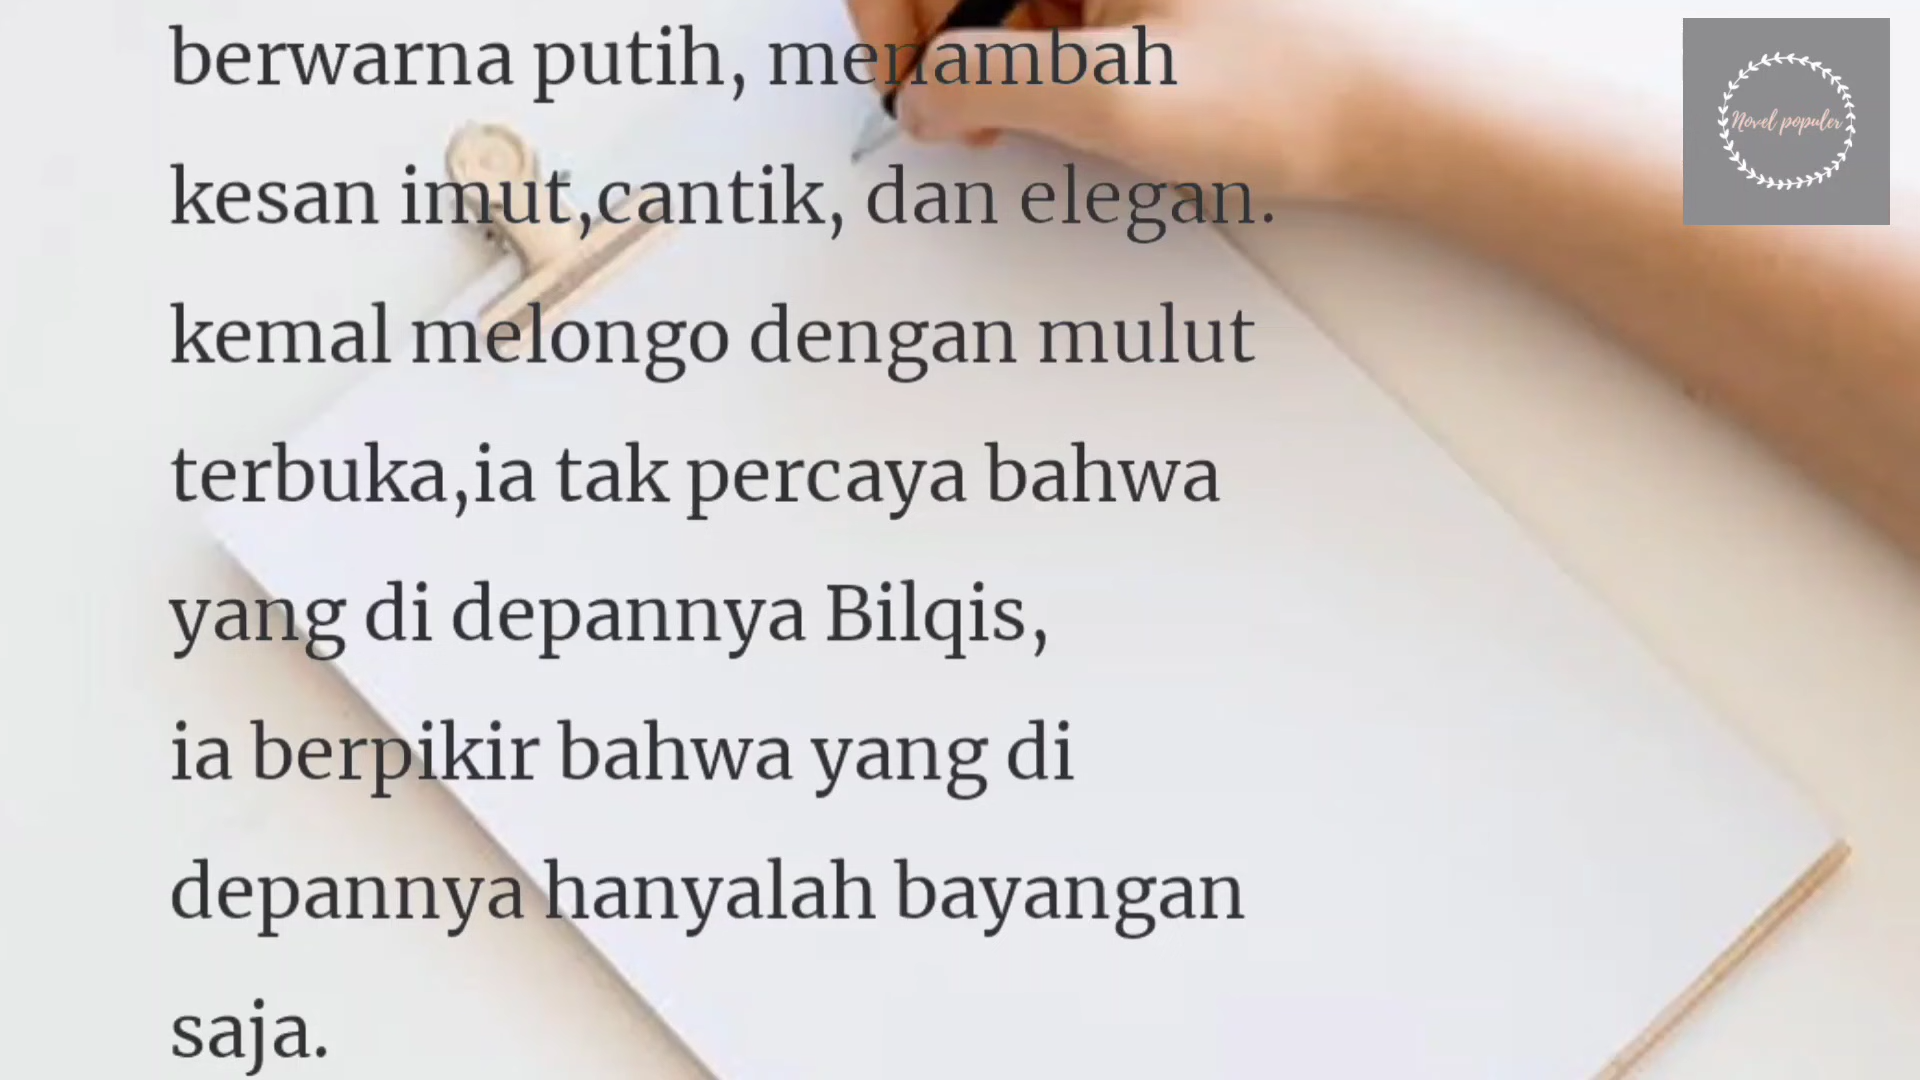 berwarna putih, menambah
kesan imut,cantik, dan elegan.
kemal melongo dengan mulut
terbuka,ia tak percaya bahwa
yang di depannya Bilqis,
ia berpikir bahwa yang di
depannya hanyalah bayangan
saja.
Novel populer